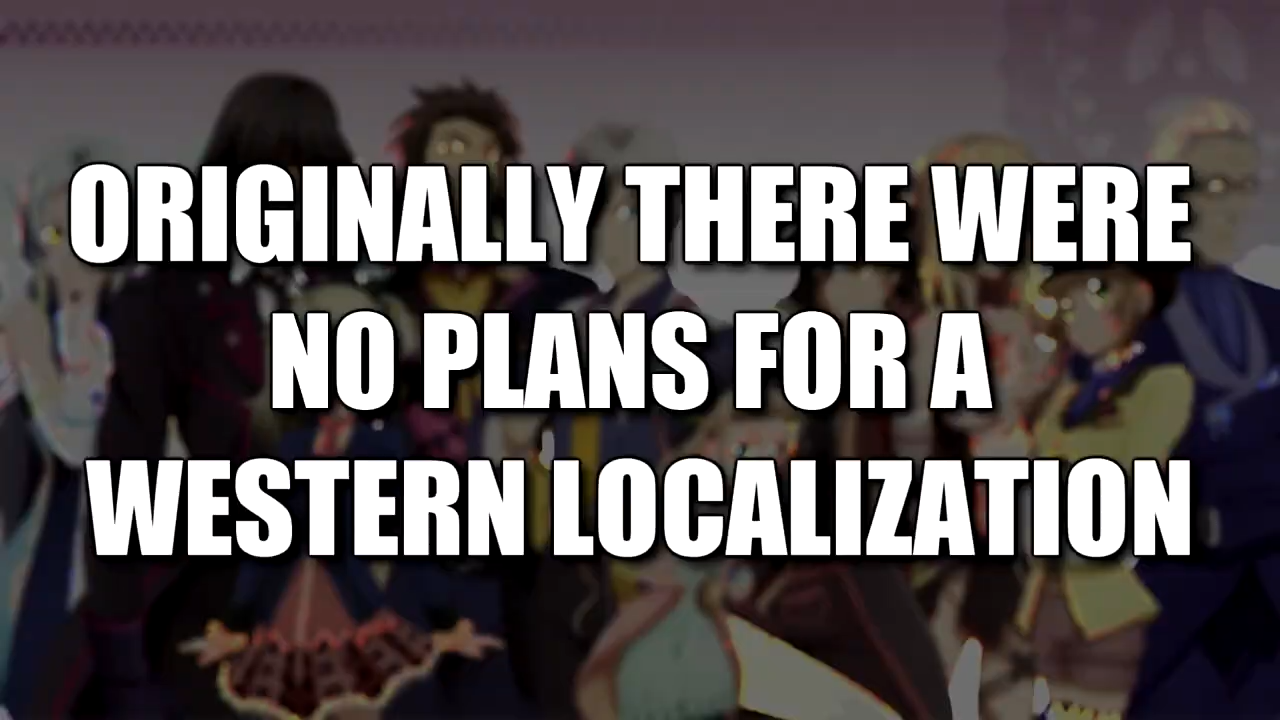 ORIGINALLY THERE WERE
NO PLANS FOR A
WESTERN LOCALIZATION